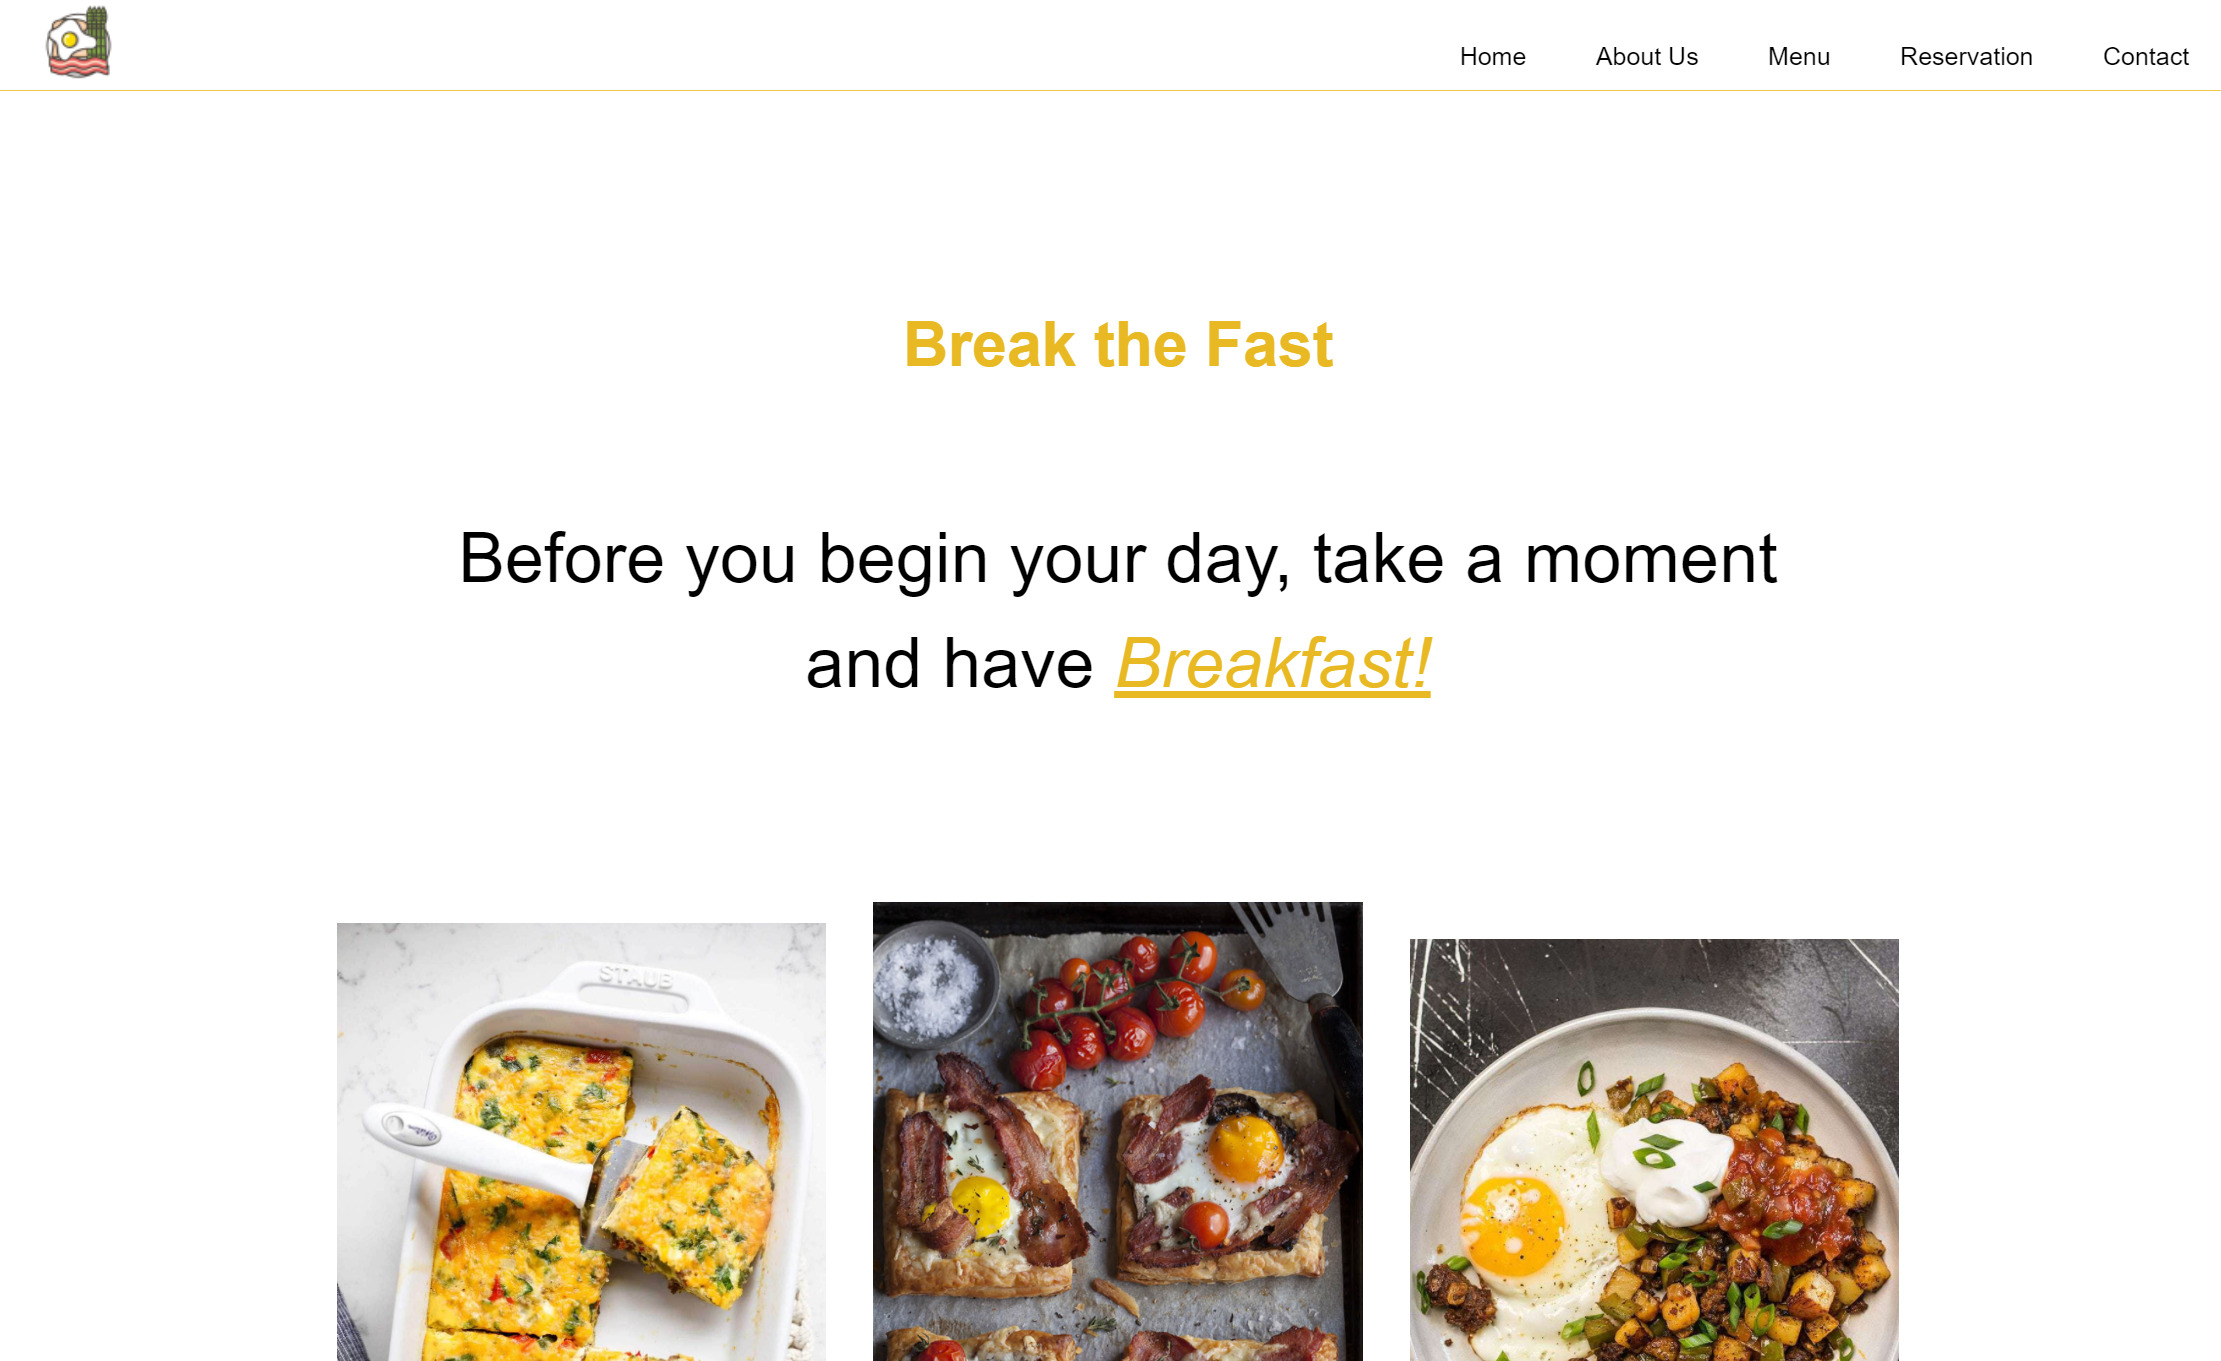 Home
About Us
Menu
Reservation
Contact
Break the Fast
Before you begin your day, take a moment
and have Breakfast!
STAUB